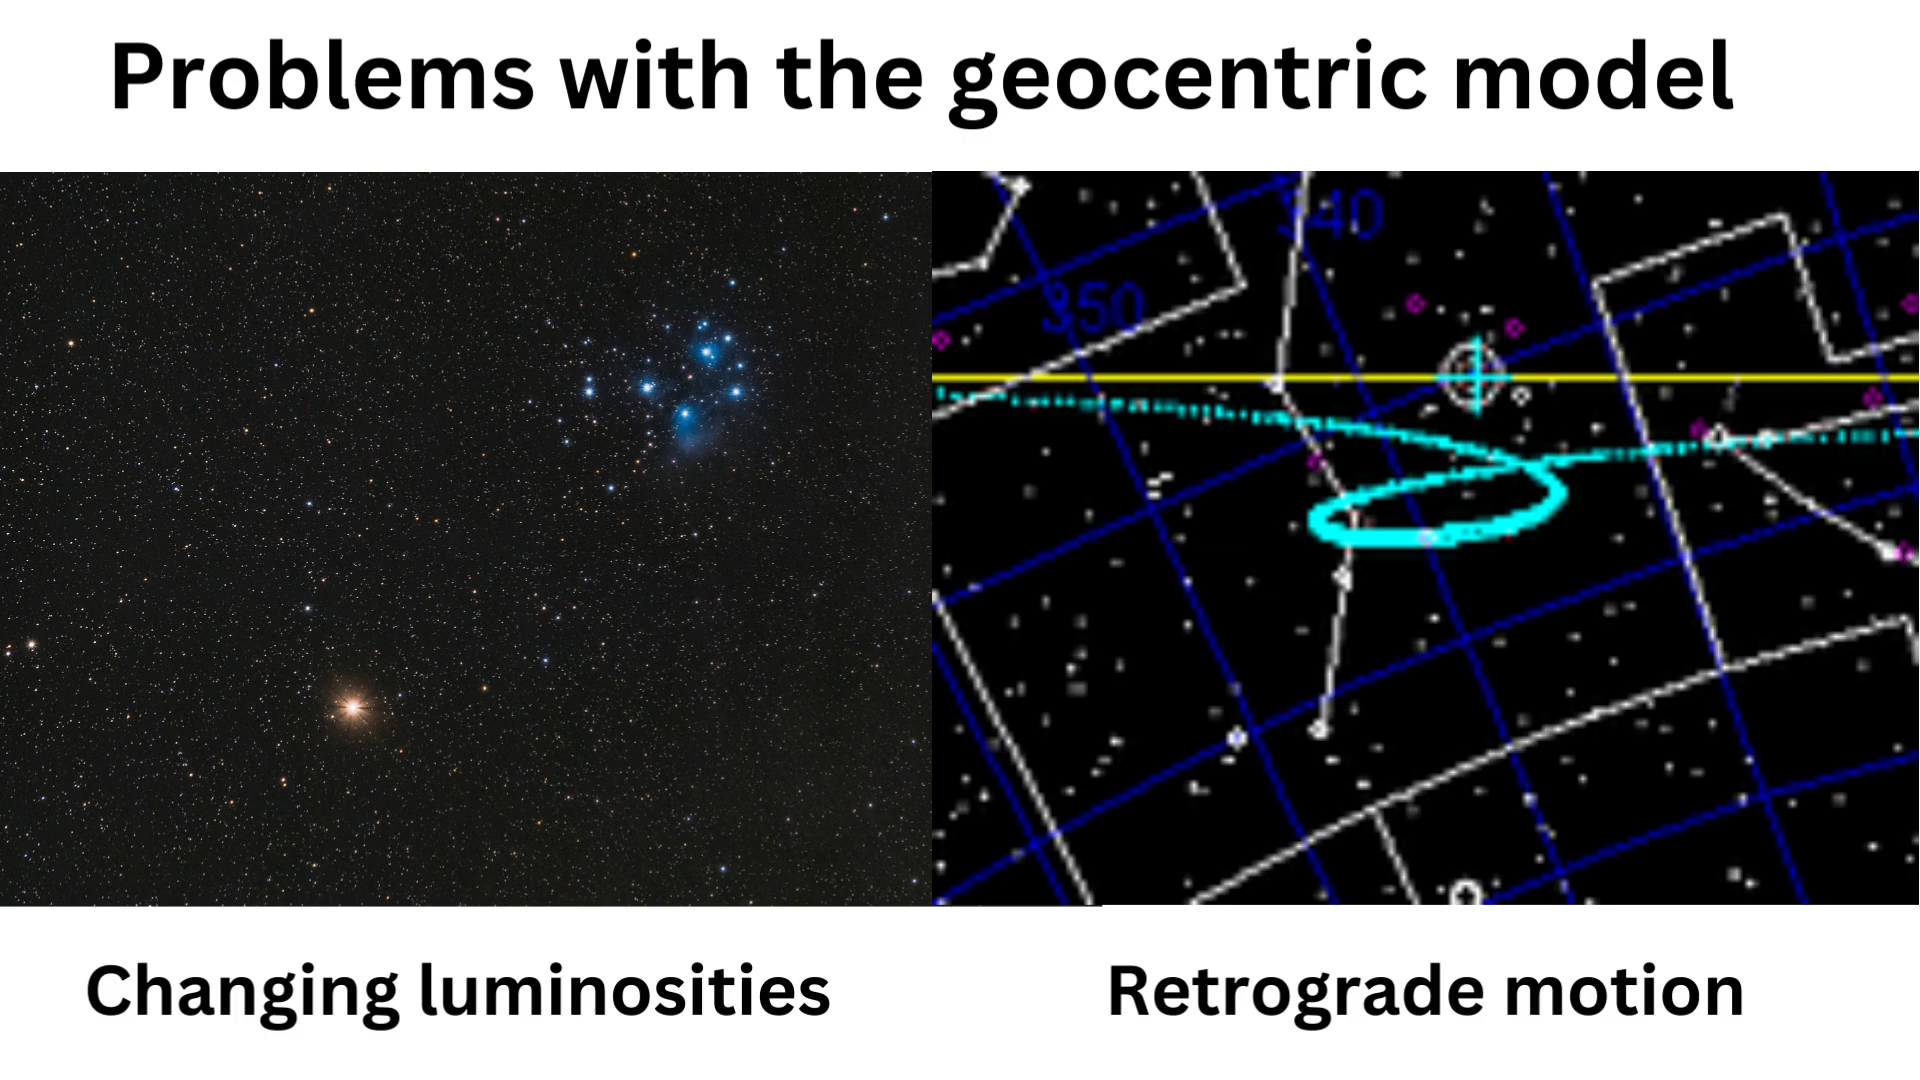 Problems with the geocentric model
340
350
Changing luminosities
Retrograde motion